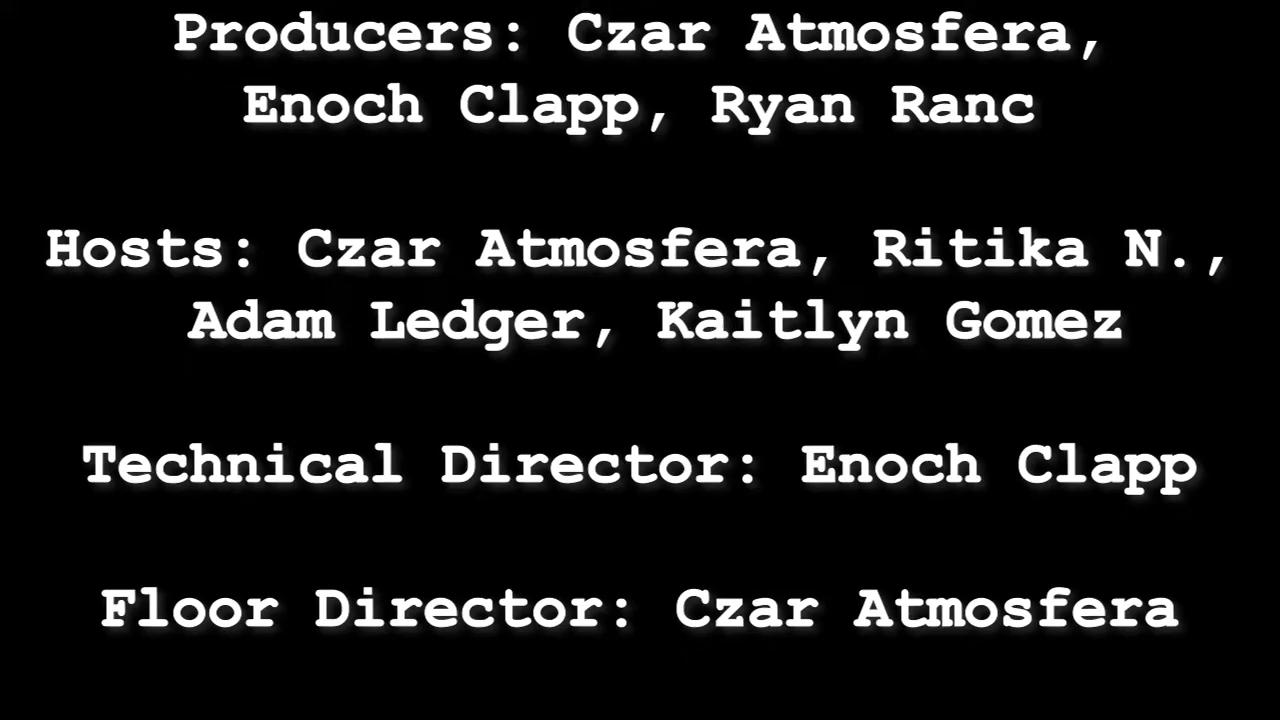 Producers: Czar Atmosfera,
Enoch Clapp, Ryan Ranc
Hosts: Czar Atmosfera, Ritika N.,
Adam Ledger, Kaitlyn Gomez
Technical Director: Enoch Clapp
Floor Director: Czar Atmosfera